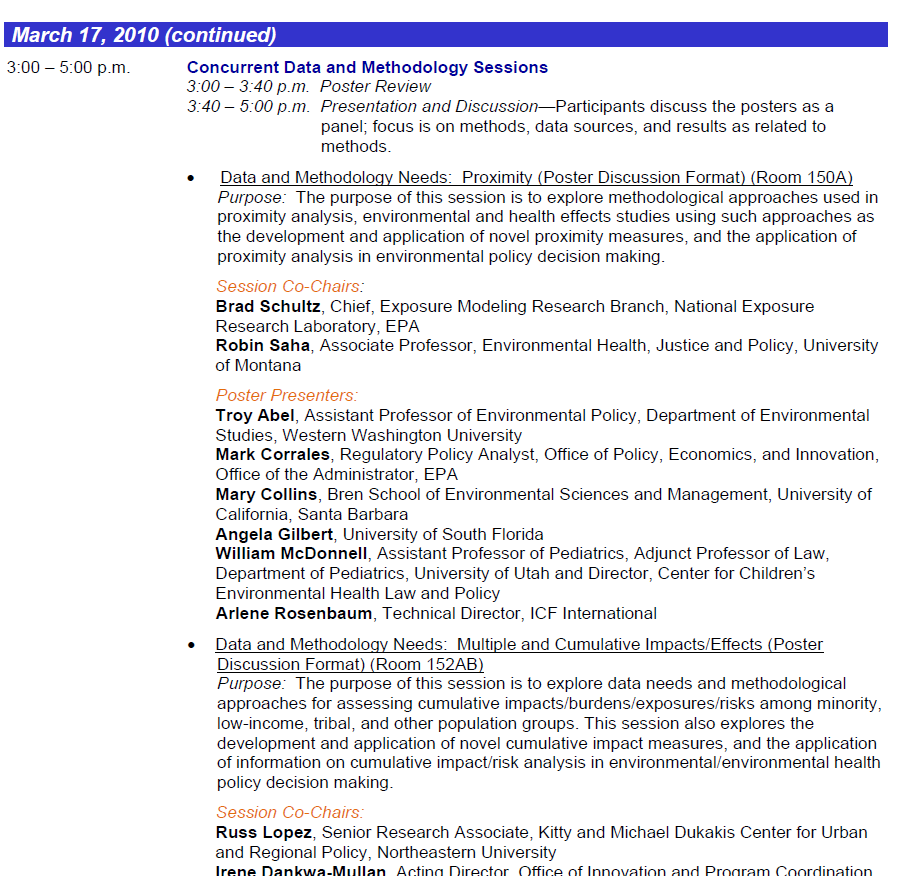 March 17, 2010 (continued)
3:00 – 5:00 p.m. Concurrent Data and Methodology Sessions
3:00 – 3:40 p.m. Poster Review
3:40 – 5:00 p.m. Presentation and Discussion—Participants discuss the posters as a
panel; focus is on methods, data sources, and results as related to
methods.
• Data and Methodology Needs: Proximity (Poster Discussion Format) (Room 150A)
Purpose: The purpose of this session is to explore methodological approaches used in
proximity analysis, environmental and health effects studies using such approaches as
the development and application of novel proximity measures, and the application of
proximity analysis in environmental policy decision making.
Session Co-Chairs:
Brad Schultz, Chief, Exposure Modeling Research Branch, National Exposure
Research Laboratory, EPA
Robin Saha, Associate Professor, Environmental Health, Justice and Policy, University
of Montana
Poster Presenters:
Troy Abel, Assistant Professor of Environmental Policy, Department of Environmental
Studies, Western Washington University
Mark Corrales, Regulatory Policy Analyst, Office of Policy, Economics, and Innovation,
Office of the Administrator, EPA
Mary Collins, Bren School of Environmental Sciences and Management, University of
California, Santa Barbara
Angela Gilbert, University of South Florida
William McDonnell, Assistant Professor of Pediatrics, Adjunct Professor of Law,
Department of Pediatrics, University of Utah and Director, Center for Children's
Environmental Health Law and Policy
Arlene Rosenbaum, Technical Director, ICF International
• Data and Methodology Needs: Multiple and Cumulative Impacts/Effects (Poster
Discussion Format) (Room 152AB)
Purpose: The purpose of this session is to explore data needs and methodological
approaches for assessing cumulative impacts/burdens/exposures/risks among minority,
low-income, tribal, and other population groups. This session also explores the
development and application of novel cumulative impact measures, and the application
of information on cumulative impact/risk analysis in environmental/environmental health
policy decision making.
Session Co-Chairs:
Russ Lopez, Senior Research Associate, Kitty and Michael Dukakis Center for Urban
and Regional Policy, Northeastern University
Irene Dankwa-Mullan, Acting Director, Office of Innovation and Program Coordination